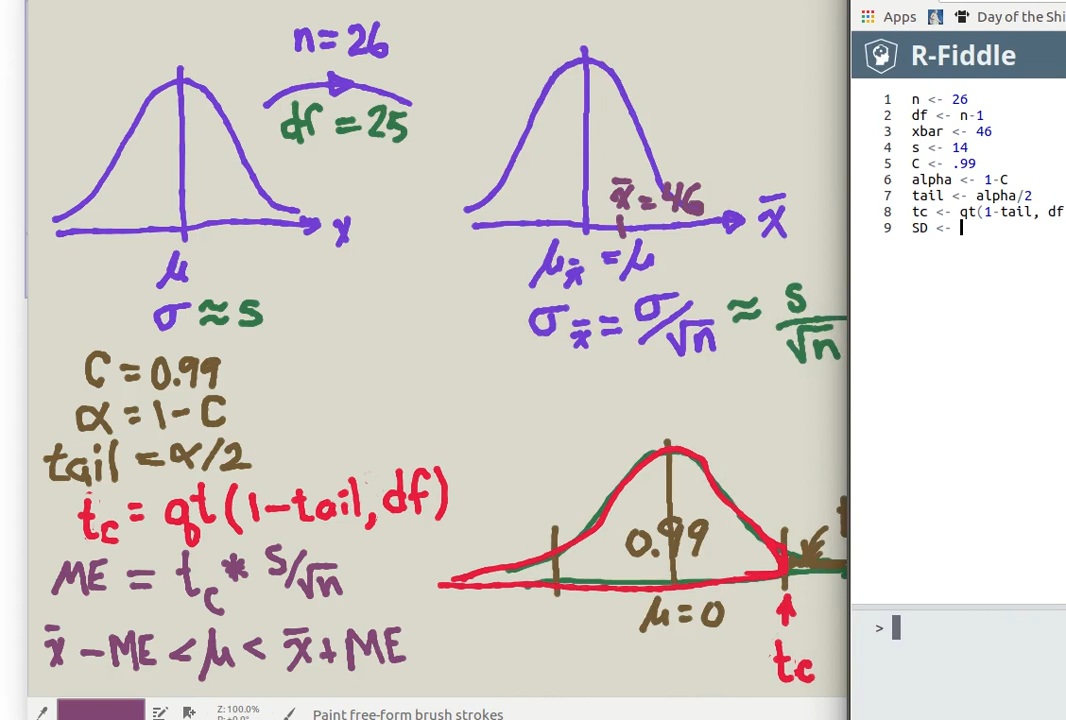 n = 26
df = 25
x
μ
σ ≈ s
x̄ = 46
x̄
μx̄ = μ
σx̄ = σ/√n ≈ s/√n
C = 0.99
α = 1 - C
tail = α/2
tc = qt(1-tail, df)
ME = tc * s/√n
x̄ - ME < μ < x̄ + ME
0.99
μ = 0
tc
Z: 100.0%
Paint free-form brush strokes
Apps
Day of the Shi
R-Fiddle
1 n <- 26
2 df <- n-1
3 xbar <- 46
4 s <- 14
5 C <- .99
6 alpha <- 1-C
7 tail <- alpha/2
8 tc <- qt(1-tail, df
9 SD <-
>